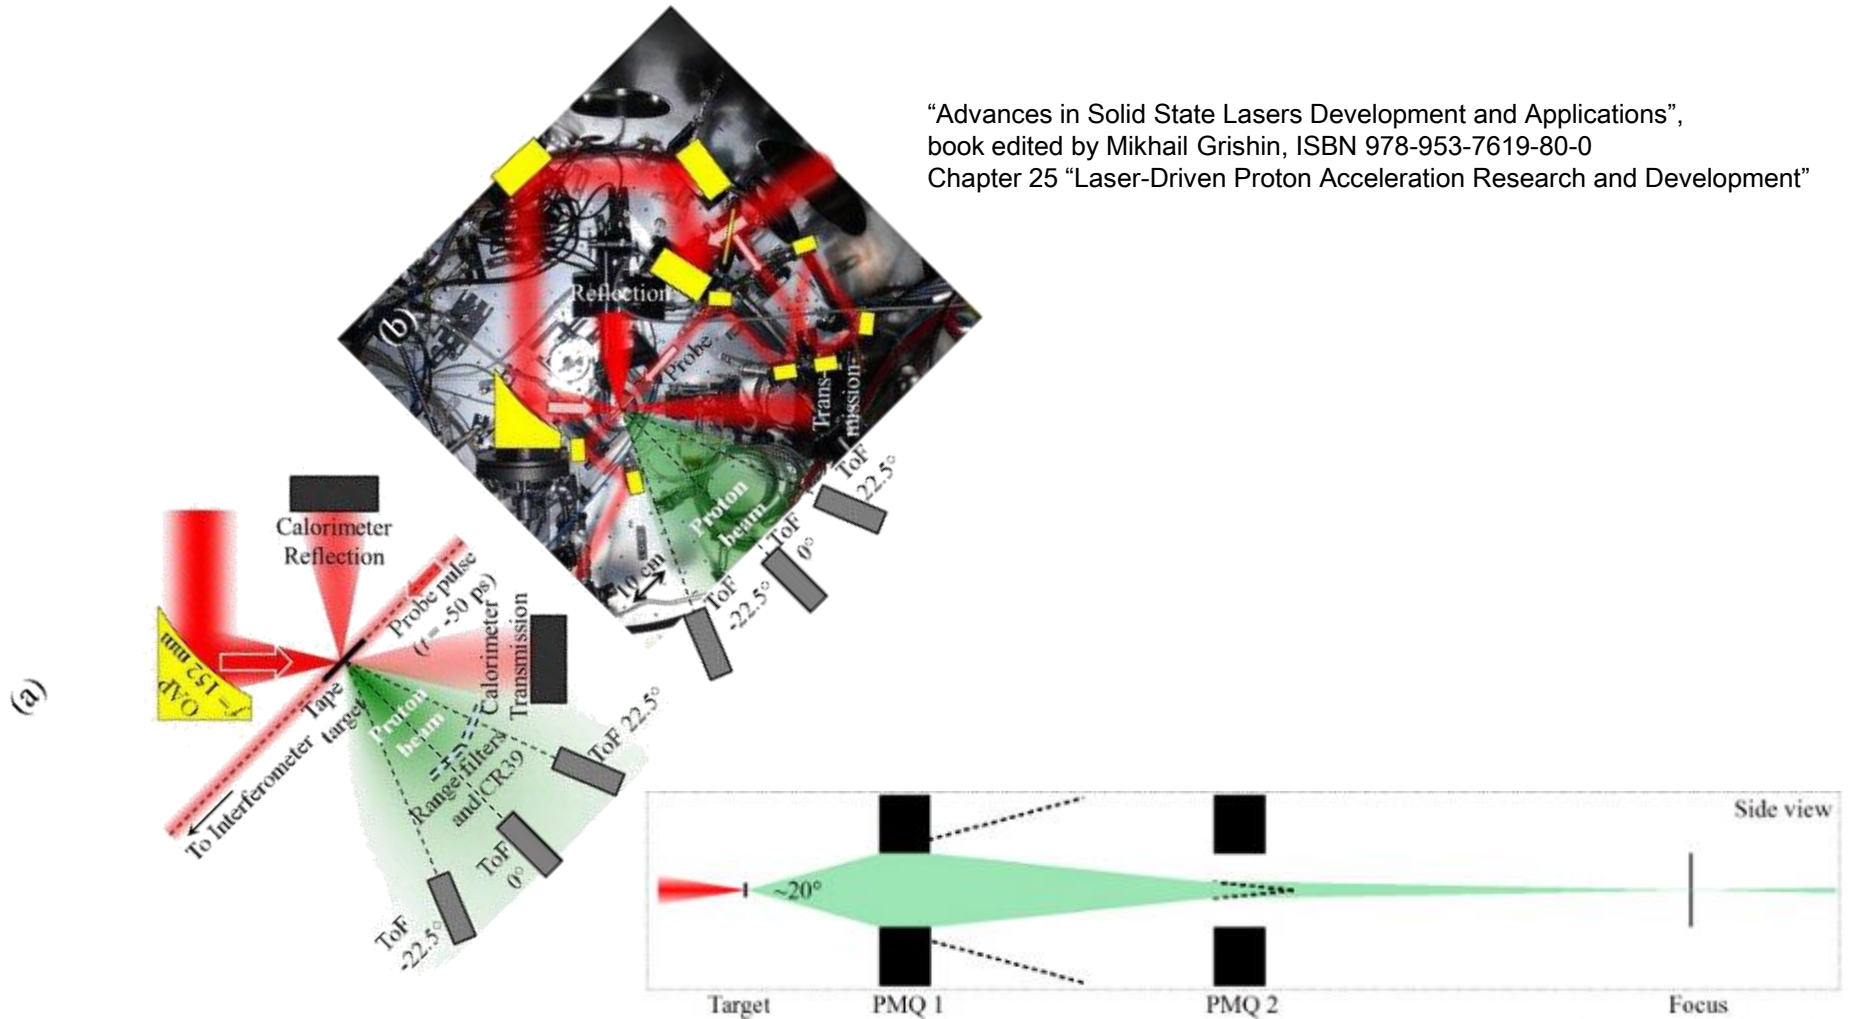 “Advances in Solid State Lasers Development and Applications”,
book edited by Mikhail Grishin, ISBN 978-953-7619-80-0
Chapter 25 “Laser-Driven Proton Acceleration Research and Development”
(b)
Reflection
Probe
Trans-
mission
Proton
beam
10 cm
ToF
22.5°
ToF
0°
ToF
-22.5°
(a)
Calorimeter
Reflection
Probe pulse
(t = -50 ps)
OAP
f = 152 mm
Tape
target
To Interferometer
Calorimeter
Transmission
Proton
beam
Range filters
and CR39
ToF 22.5°
ToF
0°
ToF
-22.5°
Side view
~20°
Target
PMQ 1
PMQ 2
Focus